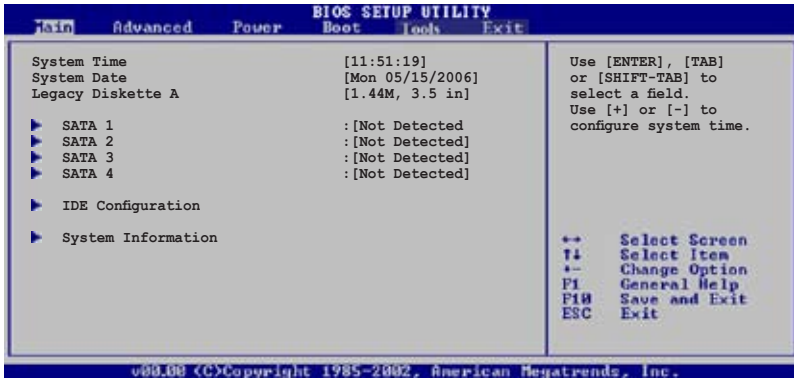 BIOS SETUP UTILITY
Main Advanced Power Boot Tools Exit
System Time [11:51:19]
System Date [Mon 05/15/2006]
Legacy Diskette A [1.44M, 3.5 in]
SATA 1 :[Not Detected
SATA 2 :[Not Detected]
SATA 3 :[Not Detected]
SATA 4 :[Not Detected]
IDE Configuration
System Information
Use [ENTER], [TAB]
or [SHIFT-TAB] to
select a field.
Use [+] or [-] to
configure system time.
↔ Select Screen
↑↓ Select Item
+- Change Option
F1 General Help
F10 Save and Exit
ESC Exit
v00.00 (C)Copyright 1985-2002, American Megatrends, Inc.